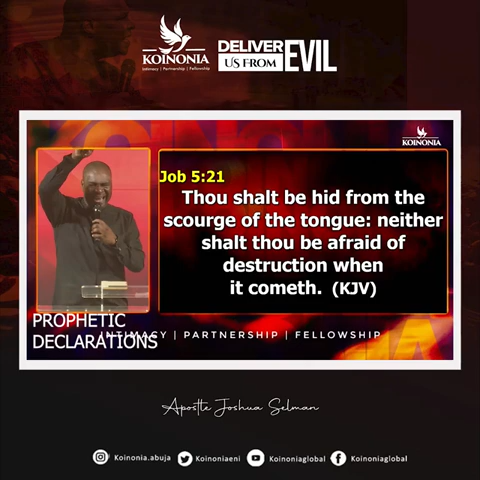 KOINONIA
Intimacy | Partnership | Fellowship
DELIVER
US FROM
EVIL
KOINONIA
Job 5:21
Thou shalt be hid from the
scourge of the tongue: neither
shalt thou be afraid of
destruction when
it cometh. (KJV)
PROPHETIC
DECLARATIONS
INTIMACY | PARTNERSHIP | FELLOWSHIP
Apostle Joshua Selman
Koinonia.abuja
Koinoniaeni
Koinoniaglobal
Koinoniaglobal